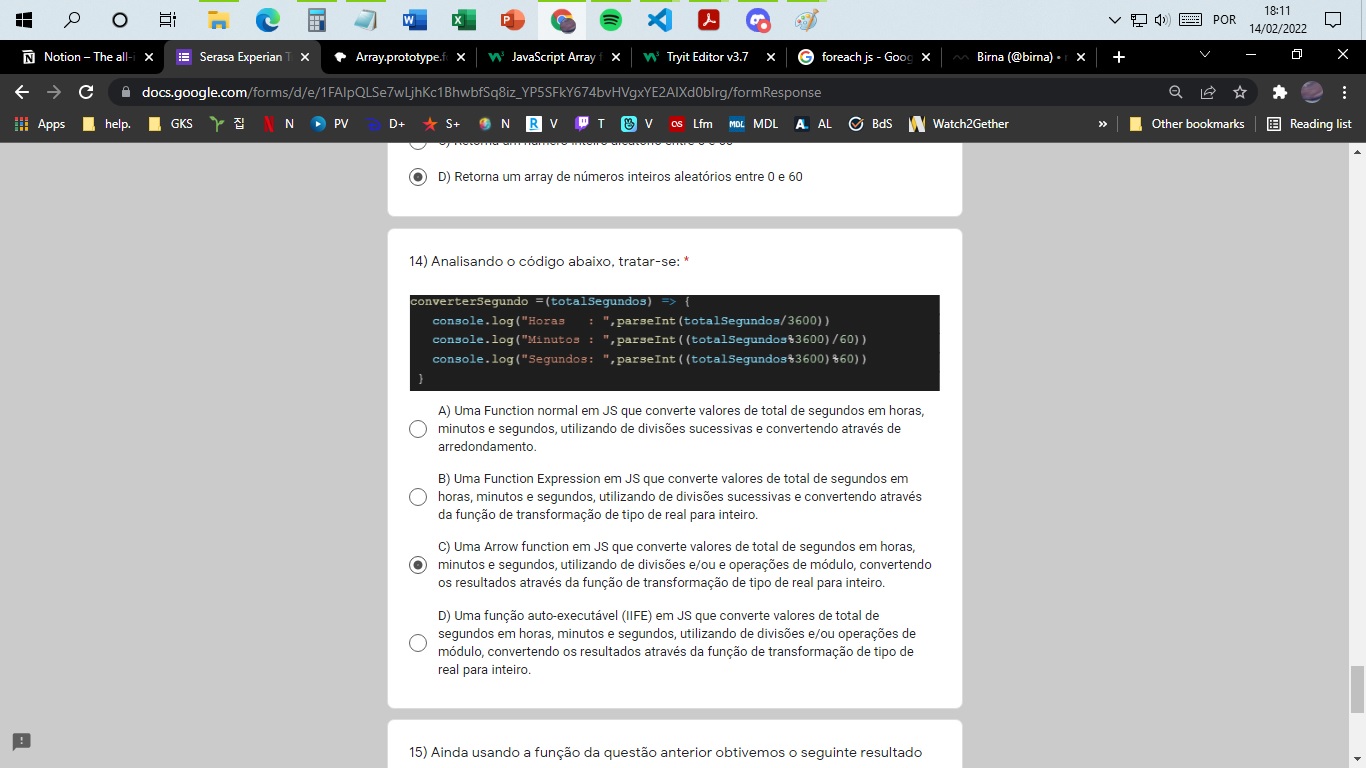 18:11
POR
14/02/2022
Notion – The all-
Serasa Experian T
Array.prototype.f
JavaScript Array
Tryit Editor v3.7
foreach js - Goog
Birna (@birna) •
docs.google.com/forms/d/e/1FAIpQLSe7wLjhKc1BhwbfSq8iz_YP5SFkY674bvHVgxYE2AIXd0blrg/formResponse
Apps help. GKS 집 N PV D+ S+ N V T V Lfm MDL AL BdS Watch2Gether » Other bookmarks Reading list
D) Retorna um array de números inteiros aleatórios entre 0 e 60
14) Analisando o código abaixo, tratar-se: *
converterSegundo =(totalSegundos) => {
console.log("Horas   : ",parseInt(totalSegundos/3600))
console.log("Minutos : ",parseInt((totalSegundos%3600)/60))
console.log("Segundos: ",parseInt((totalSegundos%3600)%60))
}
A) Uma Function normal em JS que converte valores de total de segundos em horas,
minutos e segundos, utilizando de divisões sucessivas e convertendo através de
arredondamento.
B) Uma Function Expression em JS que converte valores de total de segundos em
horas, minutos e segundos, utilizando de divisões sucessivas e convertendo através
da função de transformação de tipo de real para inteiro.
C) Uma Arrow function em JS que converte valores de total de segundos em horas,
minutos e segundos, utilizando de divisões e/ou e operações de módulo, convertendo
os resultados através da função de transformação de tipo de real para inteiro.
D) Uma função auto-executável (IIFE) em JS que converte valores de total de
segundos em horas, minutos e segundos, utilizando de divisões e/ou operações de
módulo, convertendo os resultados através da função de transformação de tipo de
real para inteiro.
15) Ainda usando a função da questão anterior obtivemos o seguinte resultado